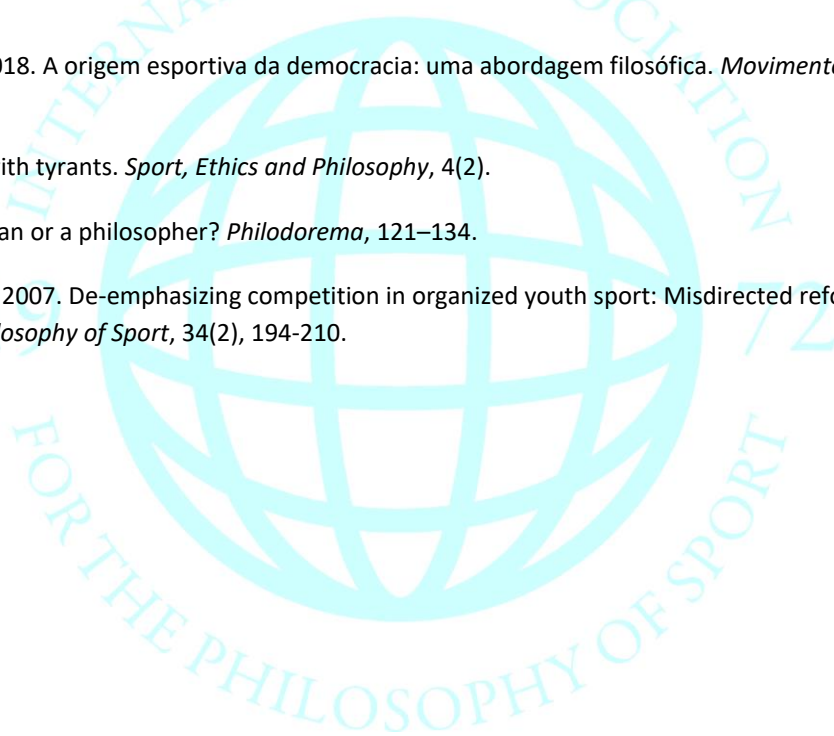 018. A origem esportiva da democracia: uma abordagem filosófica. Movimento
ith tyrants. Sport, Ethics and Philosophy, 4(2).
an or a philosopher? Philodorema, 121–134.
2007. De-emphasizing competition in organized youth sport: Misdirected refo
losophy of Sport, 34(2), 194-210.
9 72
FOR THE PHILOSOPHY OF SPORT